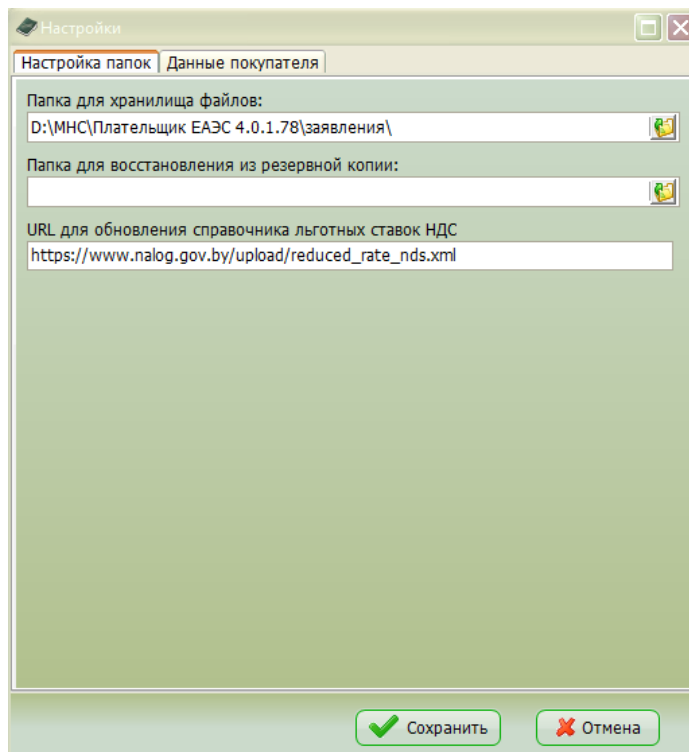 Настройки
Настройка папок Данные покупателя
Папка для хранилища файлов:
D:\МНС\Плательщик ЕАЭС 4.0.1.78\заявления\
Папка для восстановления из резервной копии:
URL для обновления справочника льготных ставок НДС
https://www.nalog.gov.by/upload/reduced_rate_nds.xml
Сохранить Отмена